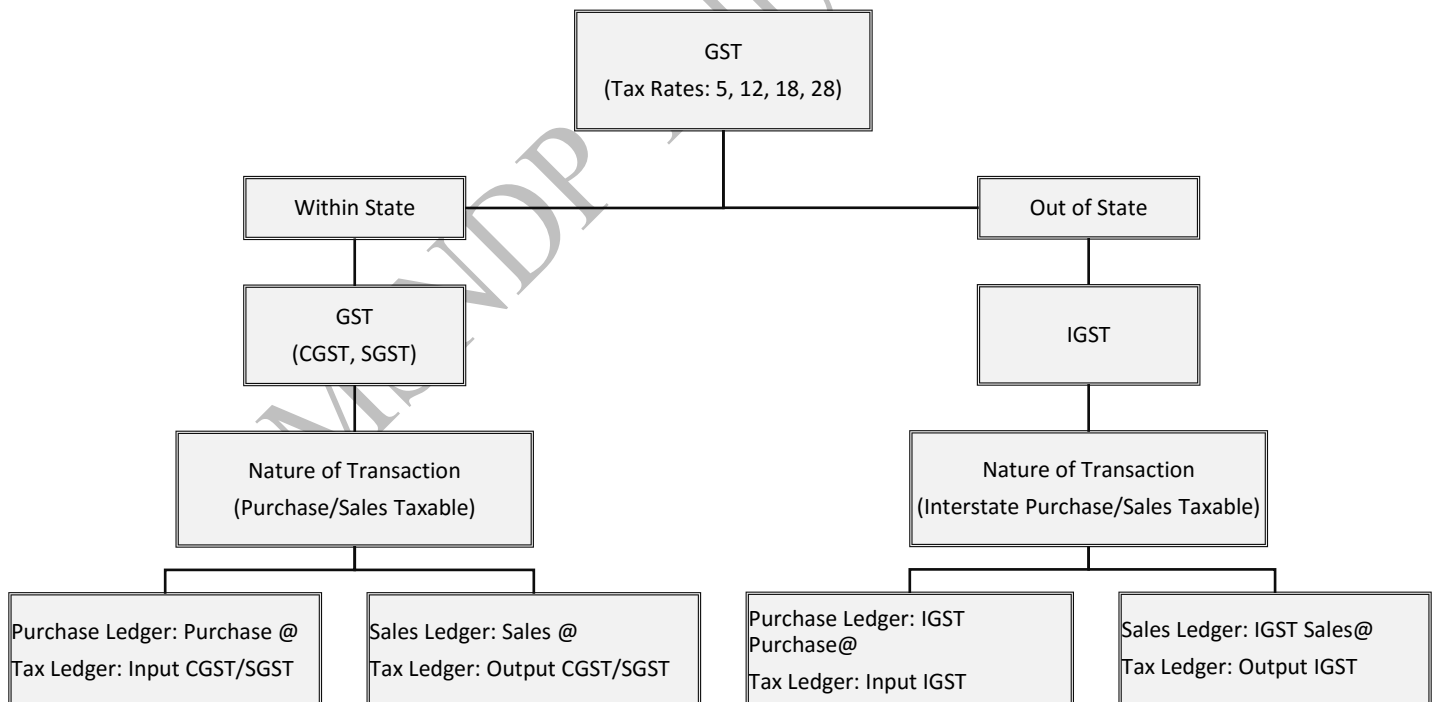 GST
(Tax Rates: 5, 12, 18, 28)
Within State
Out of State
GST
(CGST, SGST)
IGST
Nature of Transaction
(Purchase/Sales Taxable)
Nature of Transaction
(Interstate Purchase/Sales Taxable)
Purchase Ledger: Purchase @
Tax Ledger: Input CGST/SGST
Sales Ledger: Sales @
Tax Ledger: Output CGST/SGST
Purchase Ledger: IGST
Purchase@
Tax Ledger: Input IGST
Sales Ledger: IGST Sales@
Tax Ledger: Output IGST